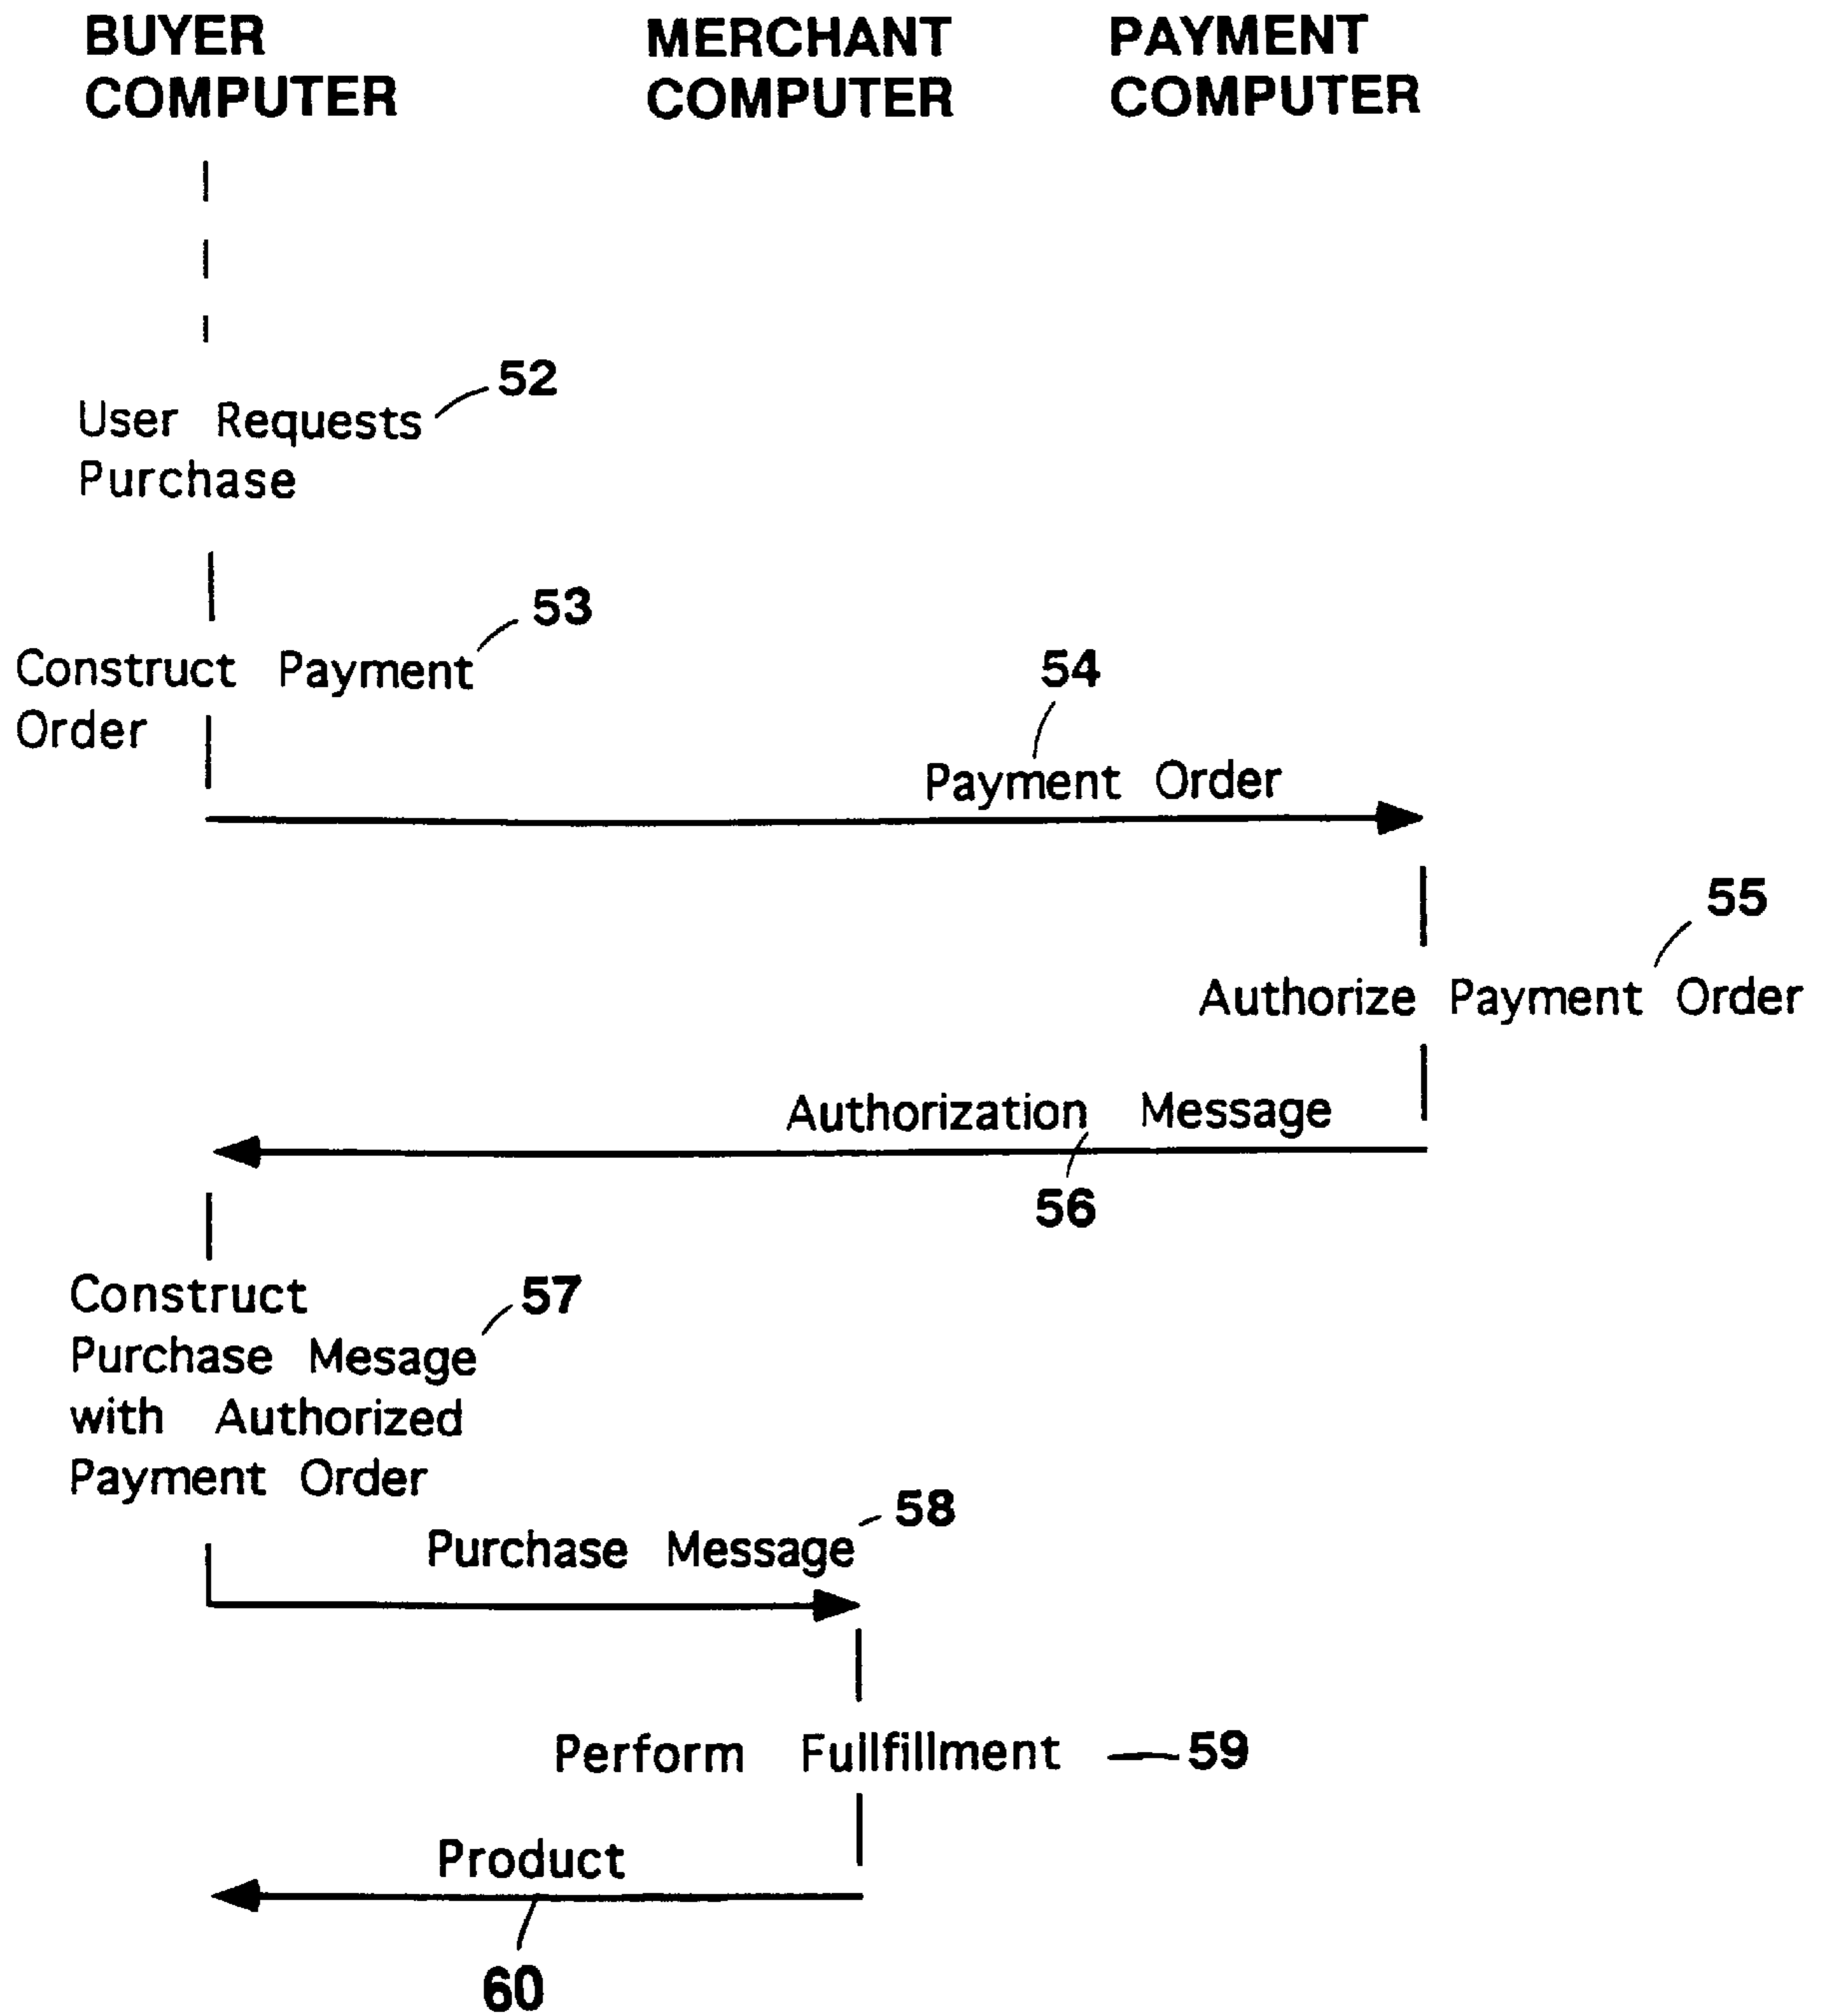 BUYER
COMPUTER
MERCHANT
COMPUTER
PAYMENT
COMPUTER
52
User Requests
Purchase
53
Construct Payment
Order
54
Payment Order
55
Authorize Payment Order
Authorization Message
56
57
Construct
Purchase Mesage
with Authorized
Payment Order
58
Purchase Message
Perform Fullfillment
59
Product
60